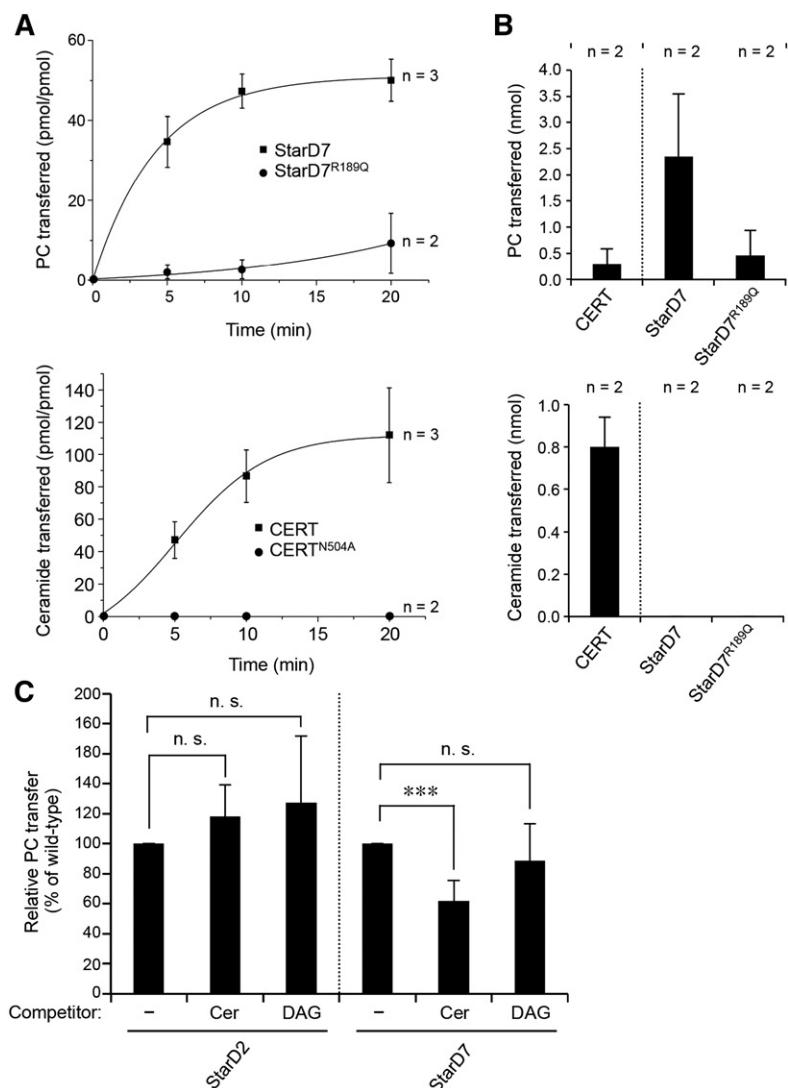 A
PC transferred (pmol/pmol)
60
40
20
0
n = 3
StarD7
StarD7R189Q
n = 2
0 5 10 15 20
Time (min)
Ceramide transferred (pmol/pmol)
140
120
100
80
60
40
20
0
n = 3
CERT
CERTN504A
n = 2
0 5 10 15 20
Time (min)
B
n = 2 n = 2 n = 2
PC transferred (nmol)
4.0
3.5
3.0
2.5
2.0
1.5
1.0
0.5
0.0
CERT StarD7 StarD7R189Q
n = 2 n = 2 n = 2
Ceramide transferred (nmol)
1.0
0.8
0.6
0.4
0.2
0.0
CERT StarD7 StarD7R189Q
C
Relative PC transfer
(% of wild-type)
200
180
140
120
100
80
60
40
20
0
n. s.
n. s.
n. s.
***
Competitor: – Cer DAG – Cer DAG
StarD2 StarD7